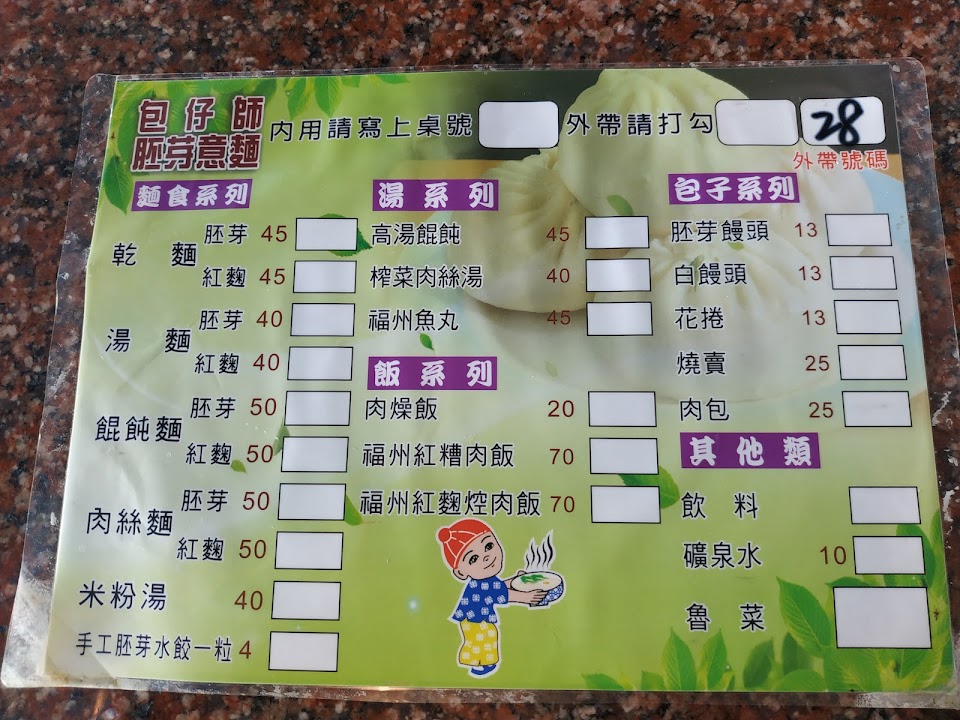 包仔師
胚芽意麵
內用請寫上桌號
外帶請打勾
28
外帶號碼
麵食系列
乾麵 胚芽 45
紅麴 45
湯麵 胚芽 40
紅麴 40
餛飩麵 胚芽 50
紅麴 50
肉絲麵 胚芽 50
紅麴 50
米粉湯 40
手工胚芽水餃一粒 4
湯系列
高湯餛飩 45
榨菜肉絲湯 40
福州魚丸 45
飯系列
肉燥飯 20
福州紅糟肉飯 70
福州紅麴焢肉飯 70
包子系列
胚芽饅頭 13
白饅頭 13
花捲 13
燒賣 25
肉包 25
其他類
飲料
礦泉水 10
魯菜